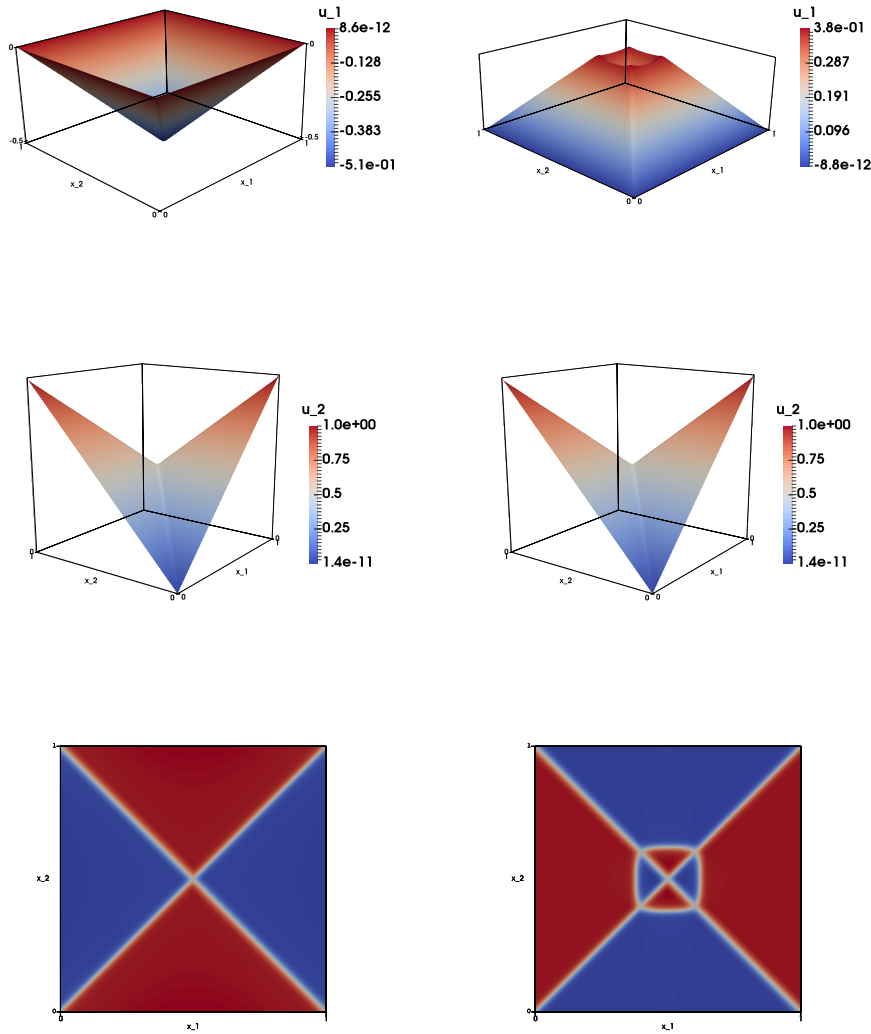 u_1
8.6e-12
-0.128
-0.255
-0.383
-5.1e-01
0
0
-0.5
1
-0.5
1
x_2
x_1
0 0
u_1
3.8e-01
0.287
0.191
0.096
-8.8e-12
1
1
x_2
x_1
0 0
u_2
1.0e+00
0.75
0.5
0.25
1.4e-11
0
1
0
1
x_2
x_1
0 0
u_2
1.0e+00
0.75
0.5
0.25
1.4e-11
0
1
0
1
x_2
x_1
0 0
1
x_2
0
0
1
x_1
1
x_2
0
0
1
x_1